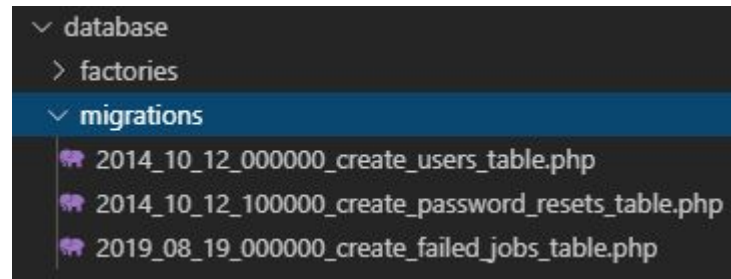 database
factories
migrations
2014_10_12_000000_create_users_table.php
2014_10_12_100000_create_password_resets_table.php
2019_08_19_000000_create_failed_jobs_table.php